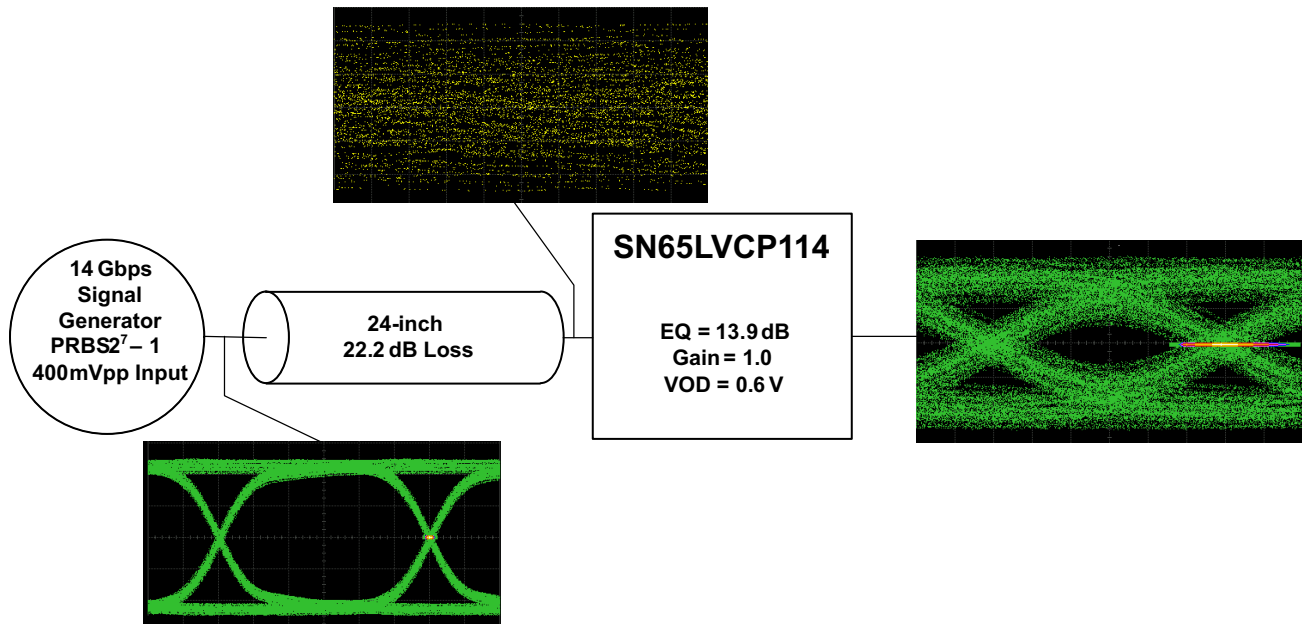 14 Gbps
Signal
Generator
PRBS2⁷ – 1
400mVpp Input
24-inch
22.2 dB Loss
SN65LVCP114
EQ = 13.9 dB
Gain = 1.0
VOD = 0.6 V